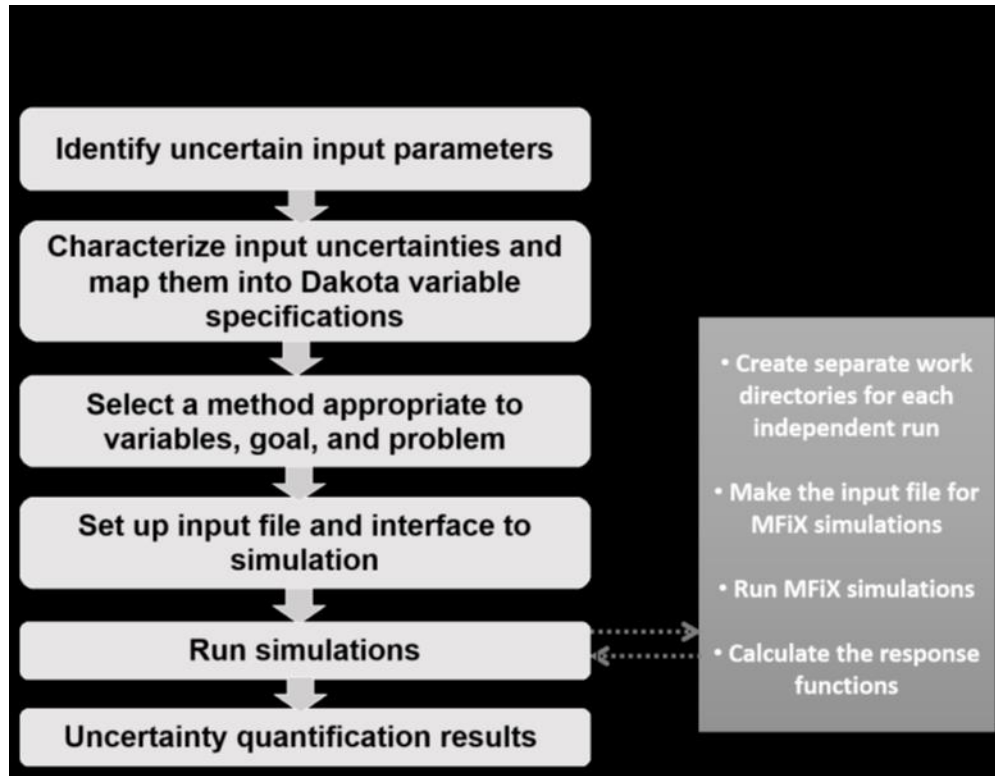 Identify uncertain input parameters
Characterize input uncertainties and
map them into Dakota variable
specifications
Select a method appropriate to
variables, goal, and problem
Set up input file and interface to
simulation
Run simulations
Uncertainty quantification results
• Create separate work
directories for each
independent run
• Make the input file for
MFiX simulations
• Run MFiX simulations
• Calculate the response
functions